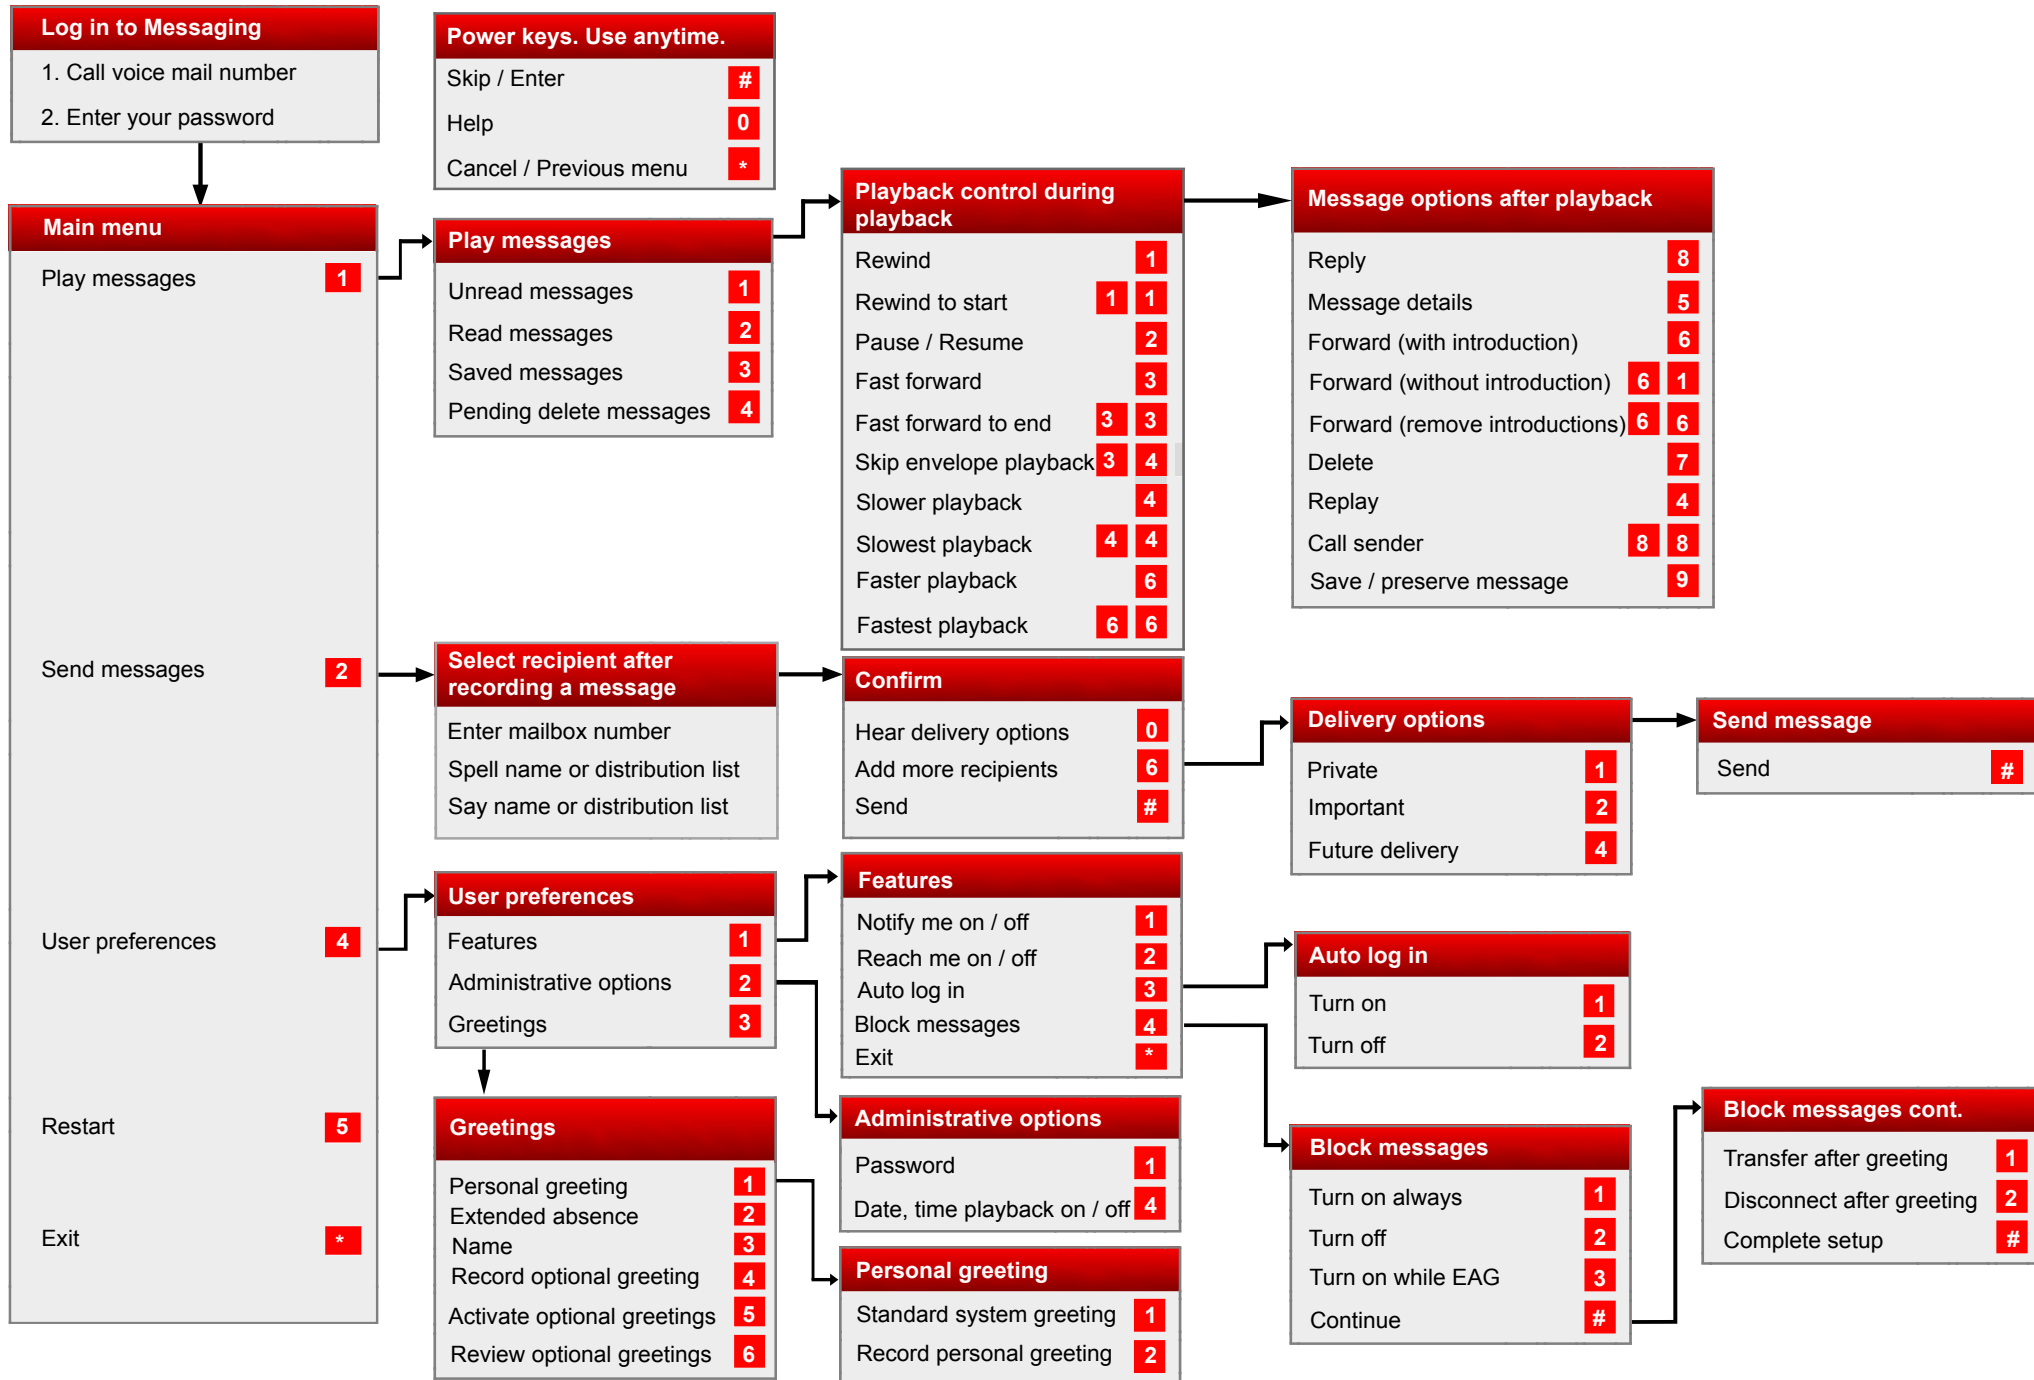 Log in to Messaging
1. Call voice mail number
2. Enter your password
Power keys. Use anytime.
Skip / Enter #
Help 0
Cancel / Previous menu *
Main menu
Play messages 1
Send messages 2
User preferences 4
Restart 5
Exit *
Play messages
Unread messages 1
Read messages 2
Saved messages 3
Pending delete messages 4
Playback control during
playback
Rewind 1
Rewind to start 1 1
Pause / Resume 2
Fast forward 3
Fast forward to end 3 3
Skip envelope playback 3 4
Slower playback 4
Slowest playback 4 4
Faster playback 6
Fastest playback 6 6
Message options after playback
Reply 8
Message details 5
Forward (with introduction) 6
Forward (without introduction) 6 1
Forward (remove introductions) 6 6
Delete 7
Replay 4
Call sender 8 8
Save / preserve message 9
Select recipient after
recording a message
Enter mailbox number
Spell name or distribution list
Say name or distribution list
Confirm
Hear delivery options 0
Add more recipients 6
Send #
Delivery options
Private 1
Important 2
Future delivery 4
Send message
Send #
User preferences
Features 1
Administrative options 2
Greetings 3
Features
Notify me on / off 1
Reach me on / off 2
Auto log in 3
Block messages 4
Exit *
Auto log in
Turn on 1
Turn off 2
Greetings
Personal greeting 1
Extended absence 2
Name 3
Record optional greeting 4
Activate optional greetings 5
Review optional greetings 6
Administrative options
Password 1
Date, time playback on / off 4
Personal greeting
Standard system greeting 1
Record personal greeting 2
Block messages
Turn on always 1
Turn off 2
Turn on while EAG 3
Continue #
Block messages cont.
Transfer after greeting 1
Disconnect after greeting 2
Complete setup #